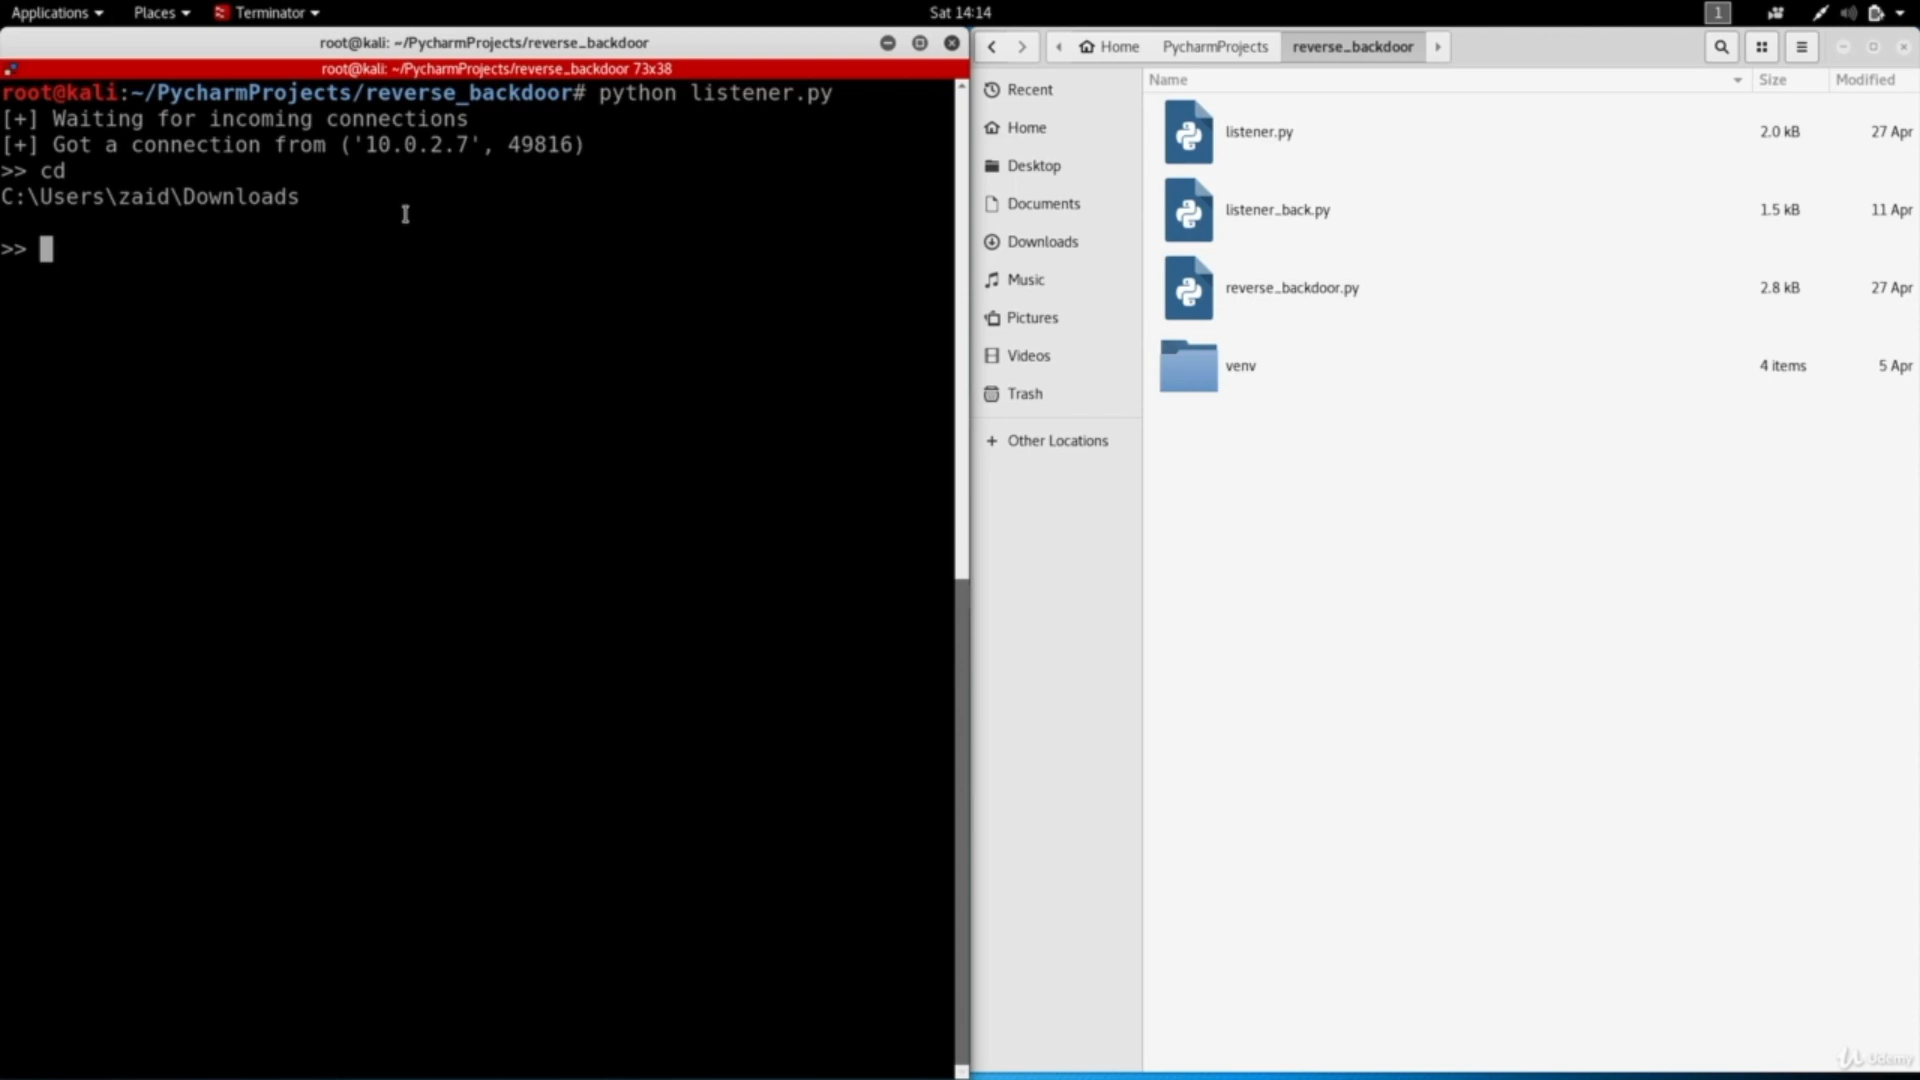 Applications Places Terminator Sat 14:14 1
root@kali: ~/PycharmProjects/reverse_backdoor
root@kali: ~/PycharmProjects/reverse_backdoor 73x38
root@kali:~/PycharmProjects/reverse_backdoor# python listener.py
[+] Waiting for incoming connections
[+] Got a connection from ('10.0.2.7', 49816)
>> cd
C:\Users\zaid\Downloads
>>
Home PycharmProjects reverse_backdoor
Recent
Home
Desktop
Documents
Downloads
Music
Pictures
Videos
Trash
+ Other Locations
Name Size Modified
listener.py 2.0 kB 27 Apr
listener_back.py 1.5 kB 11 Apr
reverse_backdoor.py 2.8 kB 27 Apr
venv 4 items 5 Apr
Udemy